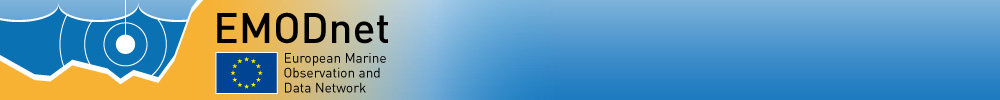 EMODnet
European Marine
Observation and
Data Network